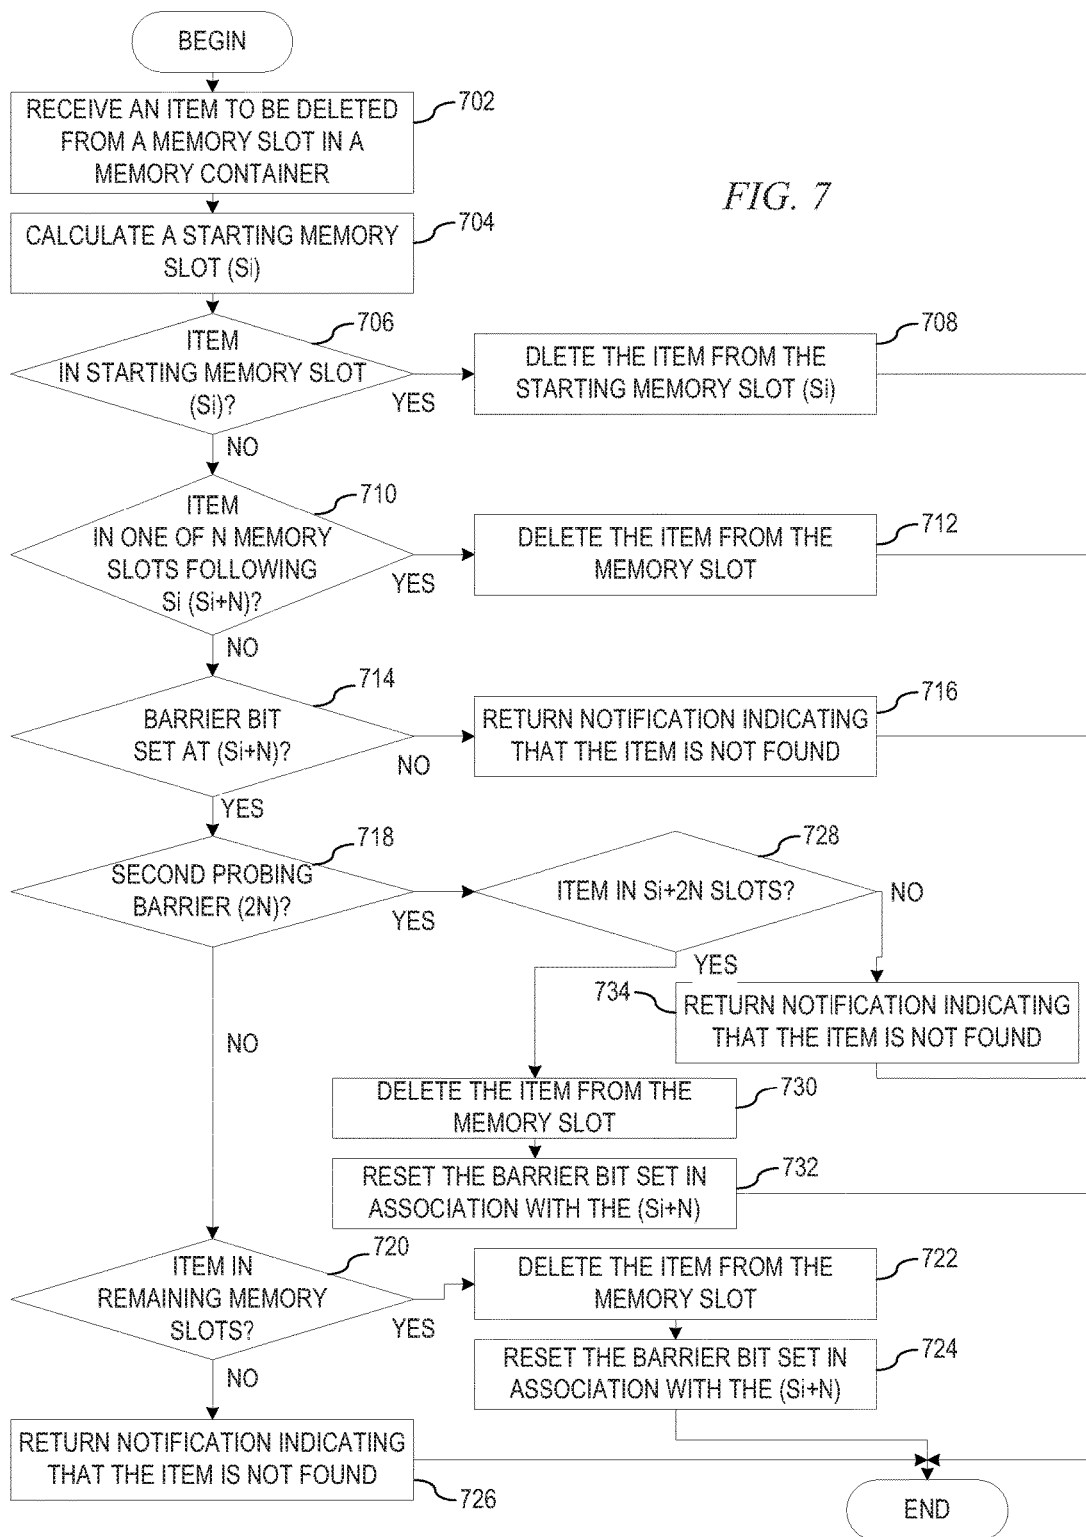 BEGIN
RECEIVE AN ITEM TO BE DELETED
FROM A MEMORY SLOT IN A
MEMORY CONTAINER
702
FIG. 7
CALCULATE A STARTING MEMORY
SLOT (Si)
704
ITEM
IN STARTING MEMORY SLOT
(Si)?
706
YES
NO
DLETE THE ITEM FROM THE
STARTING MEMORY SLOT (Si)
708
ITEM
IN ONE OF N MEMORY
SLOTS FOLLOWING
Si (Si+N)?
710
YES
NO
DELETE THE ITEM FROM THE
MEMORY SLOT
712
BARRIER BIT
SET AT (Si+N)?
714
NO
YES
RETURN NOTIFICATION INDICATING
THAT THE ITEM IS NOT FOUND
716
SECOND PROBING
BARRIER (2N)?
718
YES
NO
ITEM IN Si+2N SLOTS?
728
NO
YES
734
RETURN NOTIFICATION INDICATING
THAT THE ITEM IS NOT FOUND
DELETE THE ITEM FROM THE
MEMORY SLOT
730
RESET THE BARRIER BIT SET IN
ASSOCIATION WITH THE (Si+N)
732
ITEM IN
REMAINING MEMORY
SLOTS?
720
YES
NO
DELETE THE ITEM FROM THE
MEMORY SLOT
722
RESET THE BARRIER BIT SET IN
ASSOCIATION WITH THE (Si+N)
724
RETURN NOTIFICATION INDICATING
THAT THE ITEM IS NOT FOUND
726
END